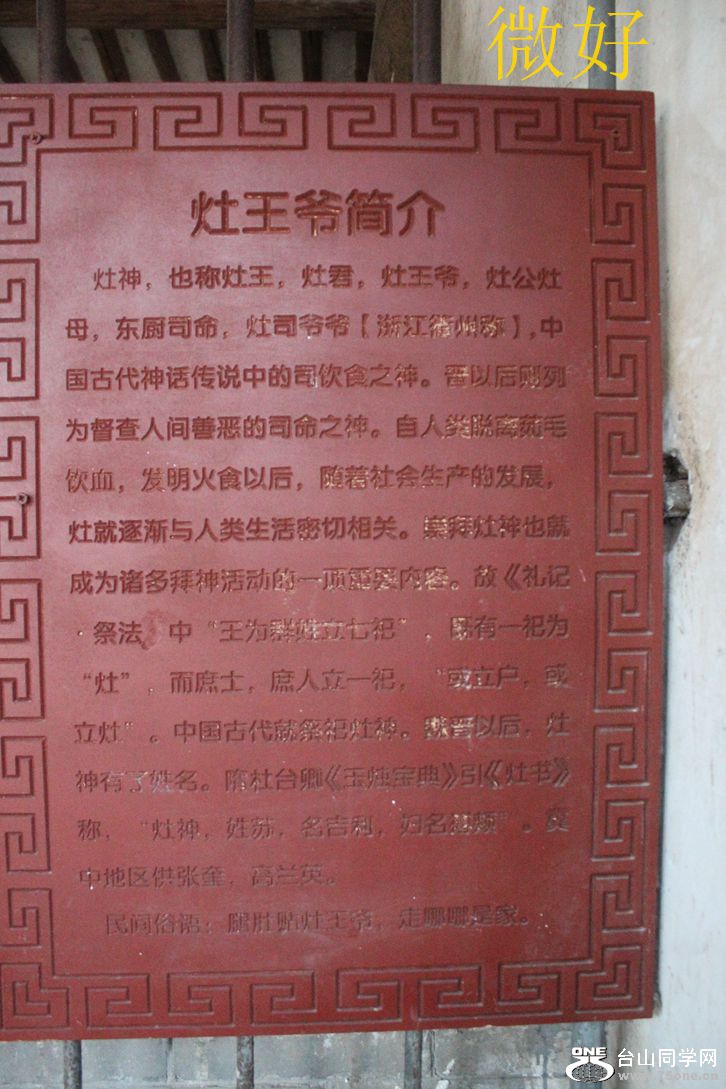 微好
灶王爷简介
灶神，也称灶王，灶君，灶王爷，灶公灶
母，东厨司命，灶司爷爷【浙江衢州称】,中
国古代神话传说中的司饮食之神。晋以后则列
为督查人间善恶的司命之神。自人类脱离茹毛
饮血，发明火食以后，随着社会生产的发展，
灶就逐渐与人类生活密切相关。崇拜灶神也就
成为诸多拜神活动的一项重要内容。故《礼记
·祭法》中“王为群姓立七祀”，既有一祀为
“灶”，而庶士，庶人立一祀，“或立户，或
立灶”。中国古代就祭祀灶神。魏晋以后，灶
神有了姓名。隋杜台卿《玉烛宝典》引《灶书》
称，“灶神，姓苏，名吉利，妇名 颊”。
中地区供张奎，高兰英。
民间俗语：腿肚贴灶王爷，走哪哪是家。
ONE
台山同学网